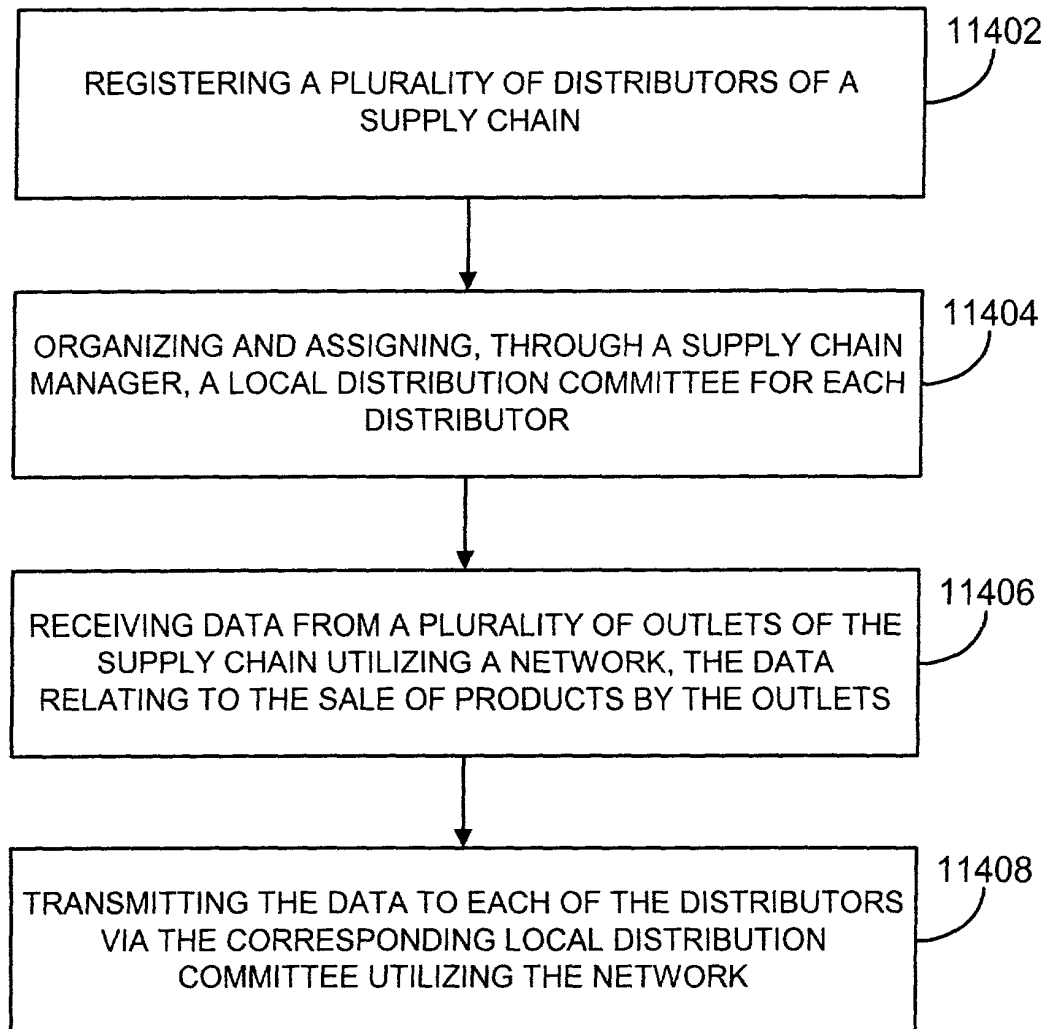 11402
REGISTERING A PLURALITY OF DISTRIBUTORS OF A
SUPPLY CHAIN
11404
ORGANIZING AND ASSIGNING, THROUGH A SUPPLY CHAIN
MANAGER, A LOCAL DISTRIBUTION COMMITTEE FOR EACH
DISTRIBUTOR
11406
RECEIVING DATA FROM A PLURALITY OF OUTLETS OF THE
SUPPLY CHAIN UTILIZING A NETWORK, THE DATA
RELATING TO THE SALE OF PRODUCTS BY THE OUTLETS
11408
TRANSMITTING THE DATA TO EACH OF THE DISTRIBUTORS
VIA THE CORRESPONDING LOCAL DISTRIBUTION
COMMITTEE UTILIZING THE NETWORK